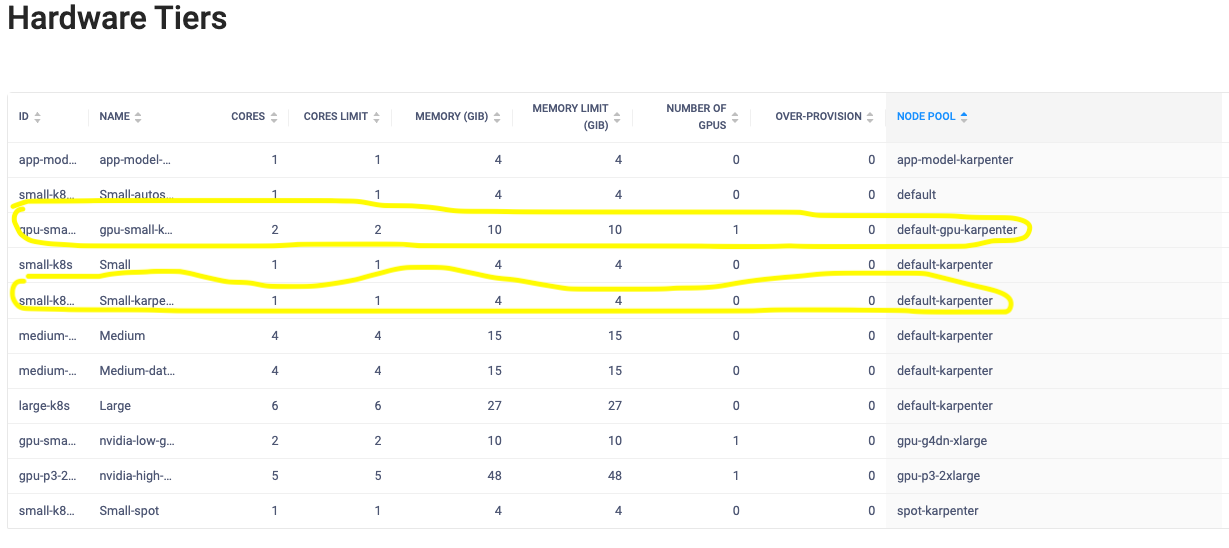 Hardware Tiers
ID NAME CORES CORES LIMIT MEMORY (GIB) MEMORY LIMIT (GIB) NUMBER OF GPUS OVER-PROVISION NODE POOL
app-mod... app-model-... 1 1 4 4 0 0 app-model-karpenter
small-k8... Small-autos... 1 1 4 4 0 0 default
gpu-sma... gpu-small-k... 2 2 10 10 1 0 default-gpu-karpenter
small-k8s Small 1 1 4 4 0 0 default-karpenter
small-k8... Small-karpe... 1 1 4 4 0 0 default-karpenter
medium-... Medium 4 4 15 15 0 0 default-karpenter
medium-... Medium-dat... 4 4 15 15 0 0 default-karpenter
large-k8s Large 6 6 27 27 0 0 default-karpenter
gpu-sma... nvidia-low-g... 2 2 10 10 1 0 gpu-g4dn-xlarge
gpu-p3-2... nvidia-high-... 5 5 48 48 1 0 gpu-p3-2xlarge
small-k8... Small-spot 1 1 4 4 0 0 spot-karpenter